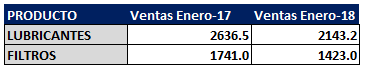 PRODUCTO Ventas Enero-17 Ventas Enero-18
LUBRICANTES 2636.5 2143.2
FILTROS 1741.0 1423.0